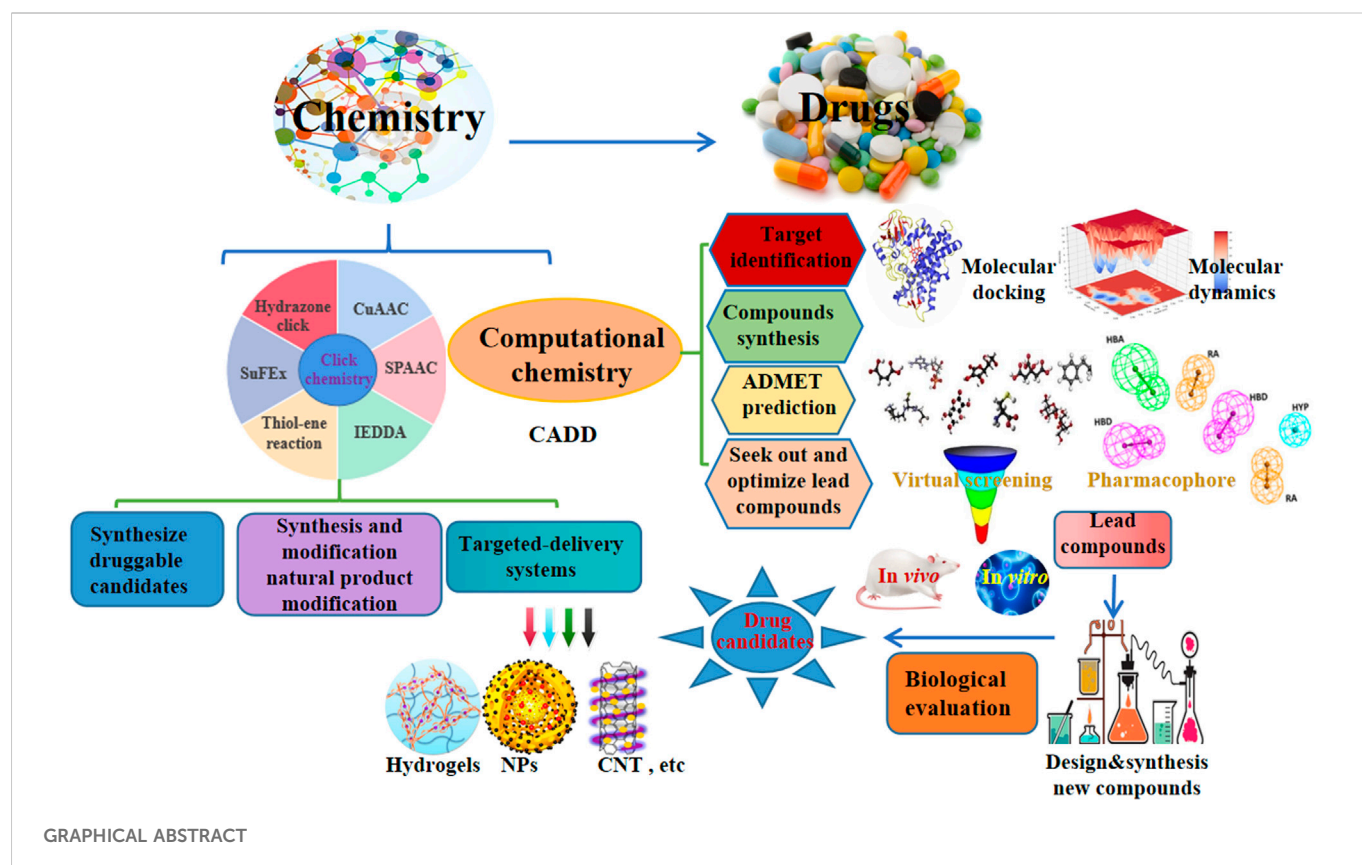 Chemistry
Drugs
Hydrazone
click
CuAAC
SuFEx
Click
chemistry
SPAAC
Thiol-ene
reaction
IEDDA
Computational
chemistry
CADD
Target
identification
Compounds
synthesis
ADMET
prediction
Seek out and
optimize lead
compounds
Molecular
docking
Molecular
dynamics
HBA
RA
HBD
HBD
HYP
RA
Virtual screening
Pharmacophore
Synthesize
druggable
candidates
Synthesis and
modification
natural product
modification
Targeted-delivery
systems
Hydrogels
NPs
CNT , etc
Lead
compounds
In vivo
In vitro
Drug
candidates
Biological
evaluation
Design&synthesis
new compounds
GRAPHICAL ABSTRACT